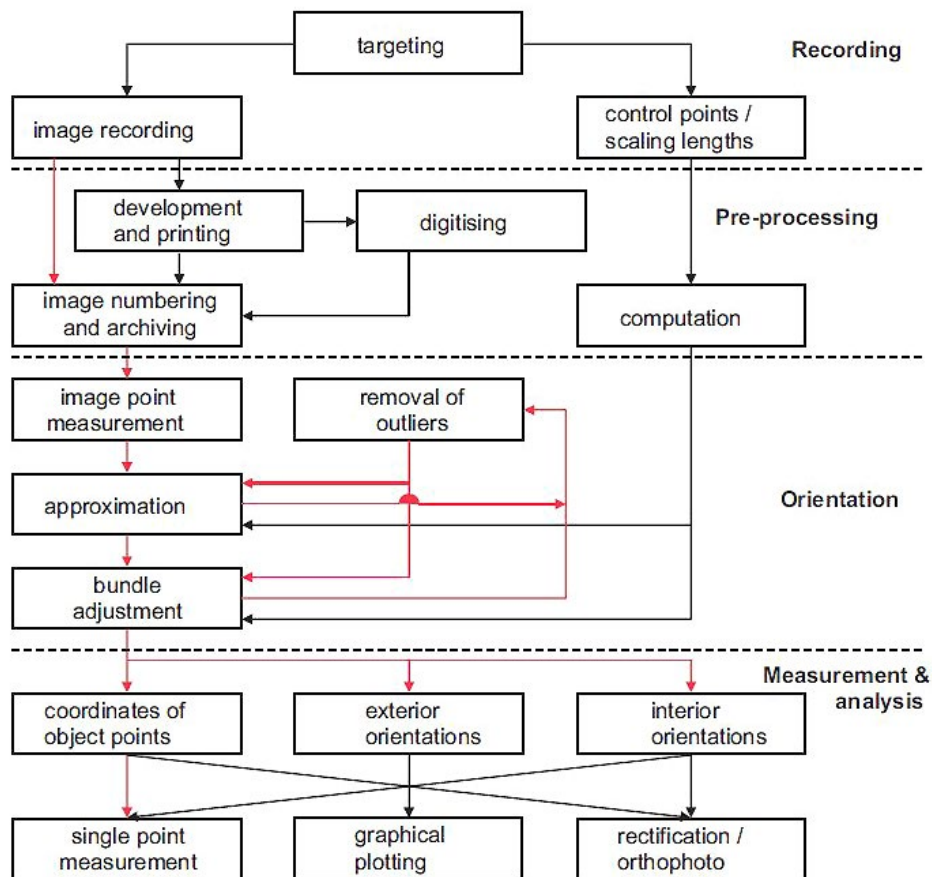 targeting
Recording
image recording
control points /
scaling lengths
development
and printing
digitising
Pre-processing
image numbering
and archiving
computation
image point
measurement
removal of
outliers
approximation
Orientation
bundle
adjustment
Measurement &
analysis
coordinates of
object points
exterior
orientations
interior
orientations
single point
measurement
graphical
plotting
rectification /
orthophoto